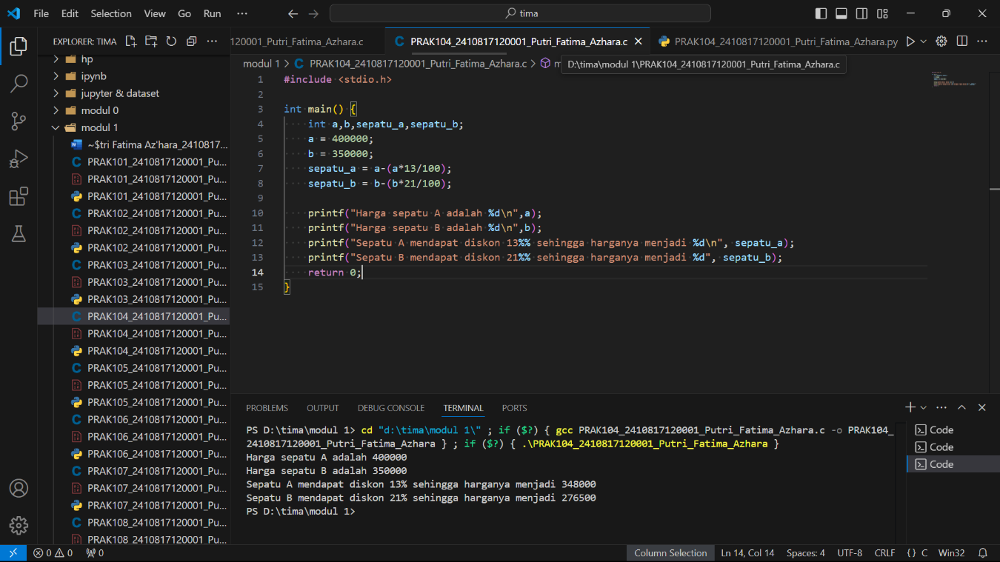 File Edit Selection View Go Run ··· tima
EXPLORER: TIMA
hp
ipynb
jupyter & dataset
modul 0
modul 1
~$tri Fatima Az'hara_2410817...
PRAK101_2410817120001_Pu...
PRAK101_2410817120001_Pu...
PRAK101_2410817120001_Pu...
PRAK102_2410817120001_Pu...
PRAK102_2410817120001_Pu...
PRAK102_2410817120001_Pu...
PRAK103_2410817120001_Pu...
PRAK103_2410817120001_Pu...
PRAK103_2410817120001_Pu...
PRAK104_2410817120001_Pu...
PRAK104_2410817120001_Pu...
PRAK104_2410817120001_Pu...
PRAK105_2410817120001_Pu...
PRAK105_2410817120001_Pu...
PRAK105_2410817120001_Pu...
PRAK106_2410817120001_Pu...
PRAK106_2410817120001_Pu...
PRAK106_2410817120001_Pu...
PRAK107_2410817120001_Pu...
PRAK107_2410817120001_Pu...
PRAK107_2410817120001_Pu...
PRAK108_2410817120001_Pu...
PRAK108_2410817120001_Pu...
120001_Putri_Fatima_Azhara.c PRAK104_2410817120001_Putri_Fatima_Azhara.c PRAK104_2410817120001_Putri_Fatima_Azhara.py
modul 1 > PRAK104_2410817120001_Putri_Fatima_Azhara.c >
D:\tima\modul 1\PRAK104_2410817120001_Putri_Fatima_Azhara.c
1 #include <stdio.h>
2
3 int main() {
4 int a,b,sepatu_a,sepatu_b;
5 a = 400000;
6 b = 350000;
7 sepatu_a = a-(a*13/100);
8 sepatu_b = b-(b*21/100);
9
10 printf("Harga sepatu A adalah %d\n",a);
11 printf("Harga sepatu B adalah %d\n",b);
12 printf("Sepatu A mendapat diskon 13%% sehingga harganya menjadi %d\n", sepatu_a);
13 printf("Sepatu B mendapat diskon 21%% sehingga harganya menjadi %d", sepatu_b);
14 return 0;
15 }
PROBLEMS OUTPUT DEBUG CONSOLE TERMINAL PORTS
PS D:\tima\modul 1> cd "d:\tima\modul 1\" ; if ($?) { gcc PRAK104_2410817120001_Putri_Fatima_Azhara.c -o PRAK104_
2410817120001_Putri_Fatima_Azhara } ; if ($?) { .\PRAK104_2410817120001_Putri_Fatima_Azhara }
Harga sepatu A adalah 400000
Harga sepatu B adalah 350000
Sepatu A mendapat diskon 13% sehingga harganya menjadi 348000
Sepatu B mendapat diskon 21% sehingga harganya menjadi 276500
PS D:\tima\modul 1>
Code
Code
Code
0 0 0 Column Selection Ln 14, Col 14 Spaces: 4 UTF-8 CRLF {} C Win32